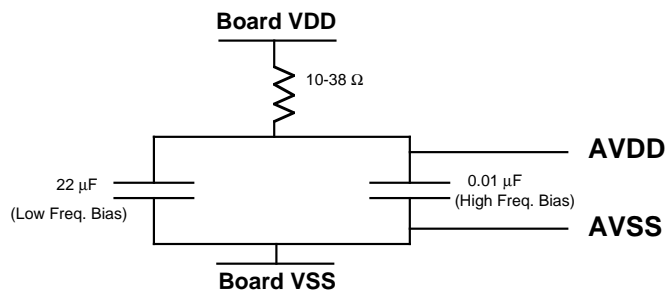 Board VDD
10-38 Ω
AVDD
22 µF
(Low Freq. Bias)
0.01 µF
(High Freq. Bias)
AVSS
Board VSS